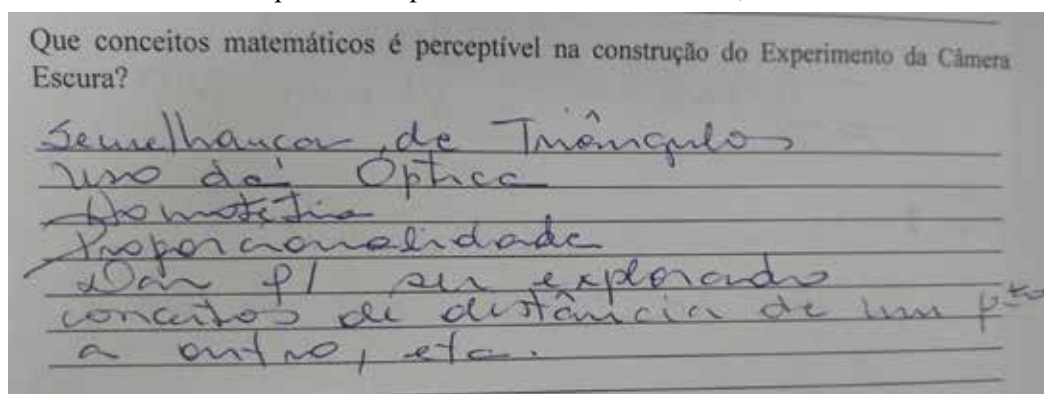 Que conceitos matemáticos é perceptível na construção do Experimento da Câmera
Escura?
Semelhança de Triângulos
uso da Óptica
Homotetia
Proporcionalidade
Dar p/ ser explorado
conceitos de distância de um pto
a outro, etc.